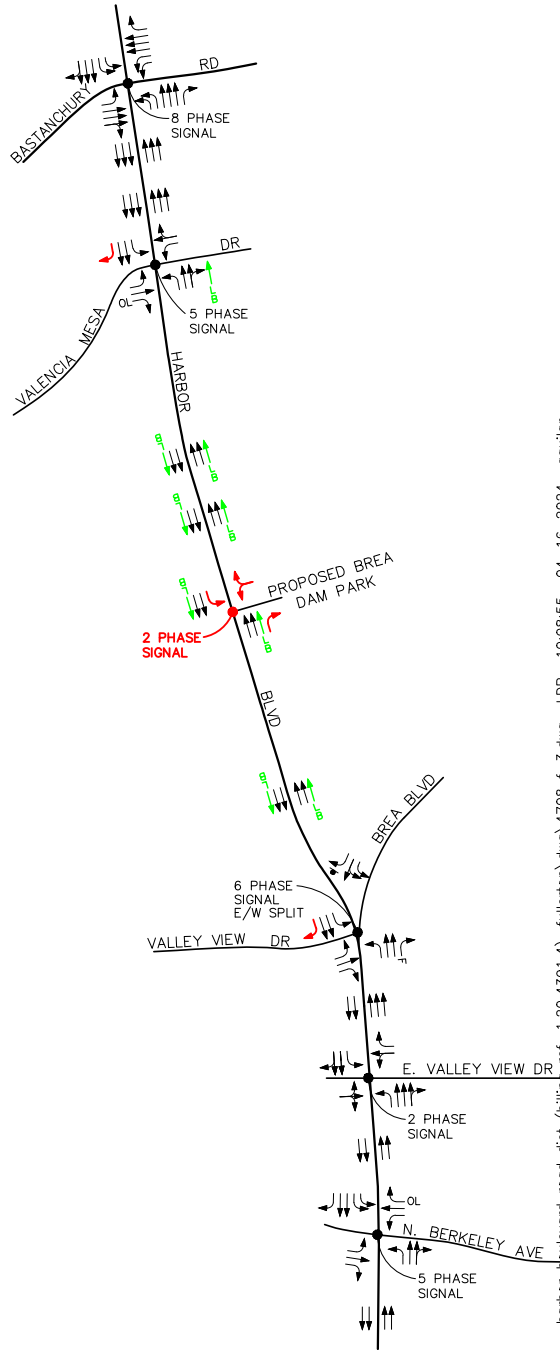 RD
BASTANCHURY
8 PHASE
SIGNAL
DR
OL
5 PHASE
SIGNAL
VALENCIA MESA
HARBOR
PROPOSED BREA
DAM PARK
2 PHASE
SIGNAL
BLVD
BREA BLVD
6 PHASE
SIGNAL
E/W SPLIT
VALLEY VIEW DR
F
E. VALLEY VIEW DR
2 PHASE
SIGNAL
OL
N. BERKELEY AVE
5 PHASE
SIGNAL